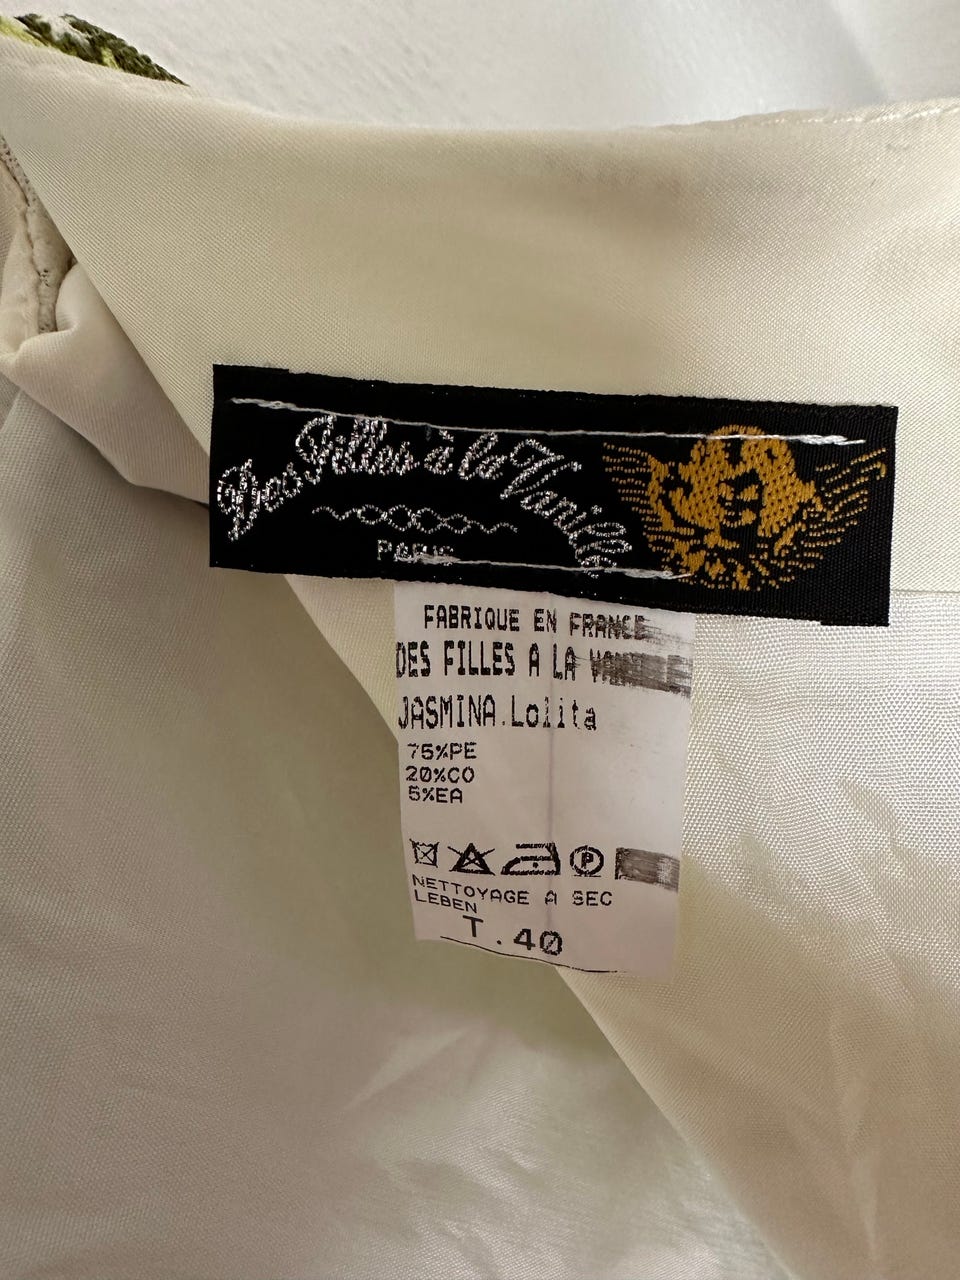 Des Filles à la Vanille
PARIS
FABRIQUE EN FRANCE
DES FILLES A LA
JASMINA.Lolita
75%PE
20%CO
5%EA
P
NETTOYAGE A SEC
LEBEN
T.40